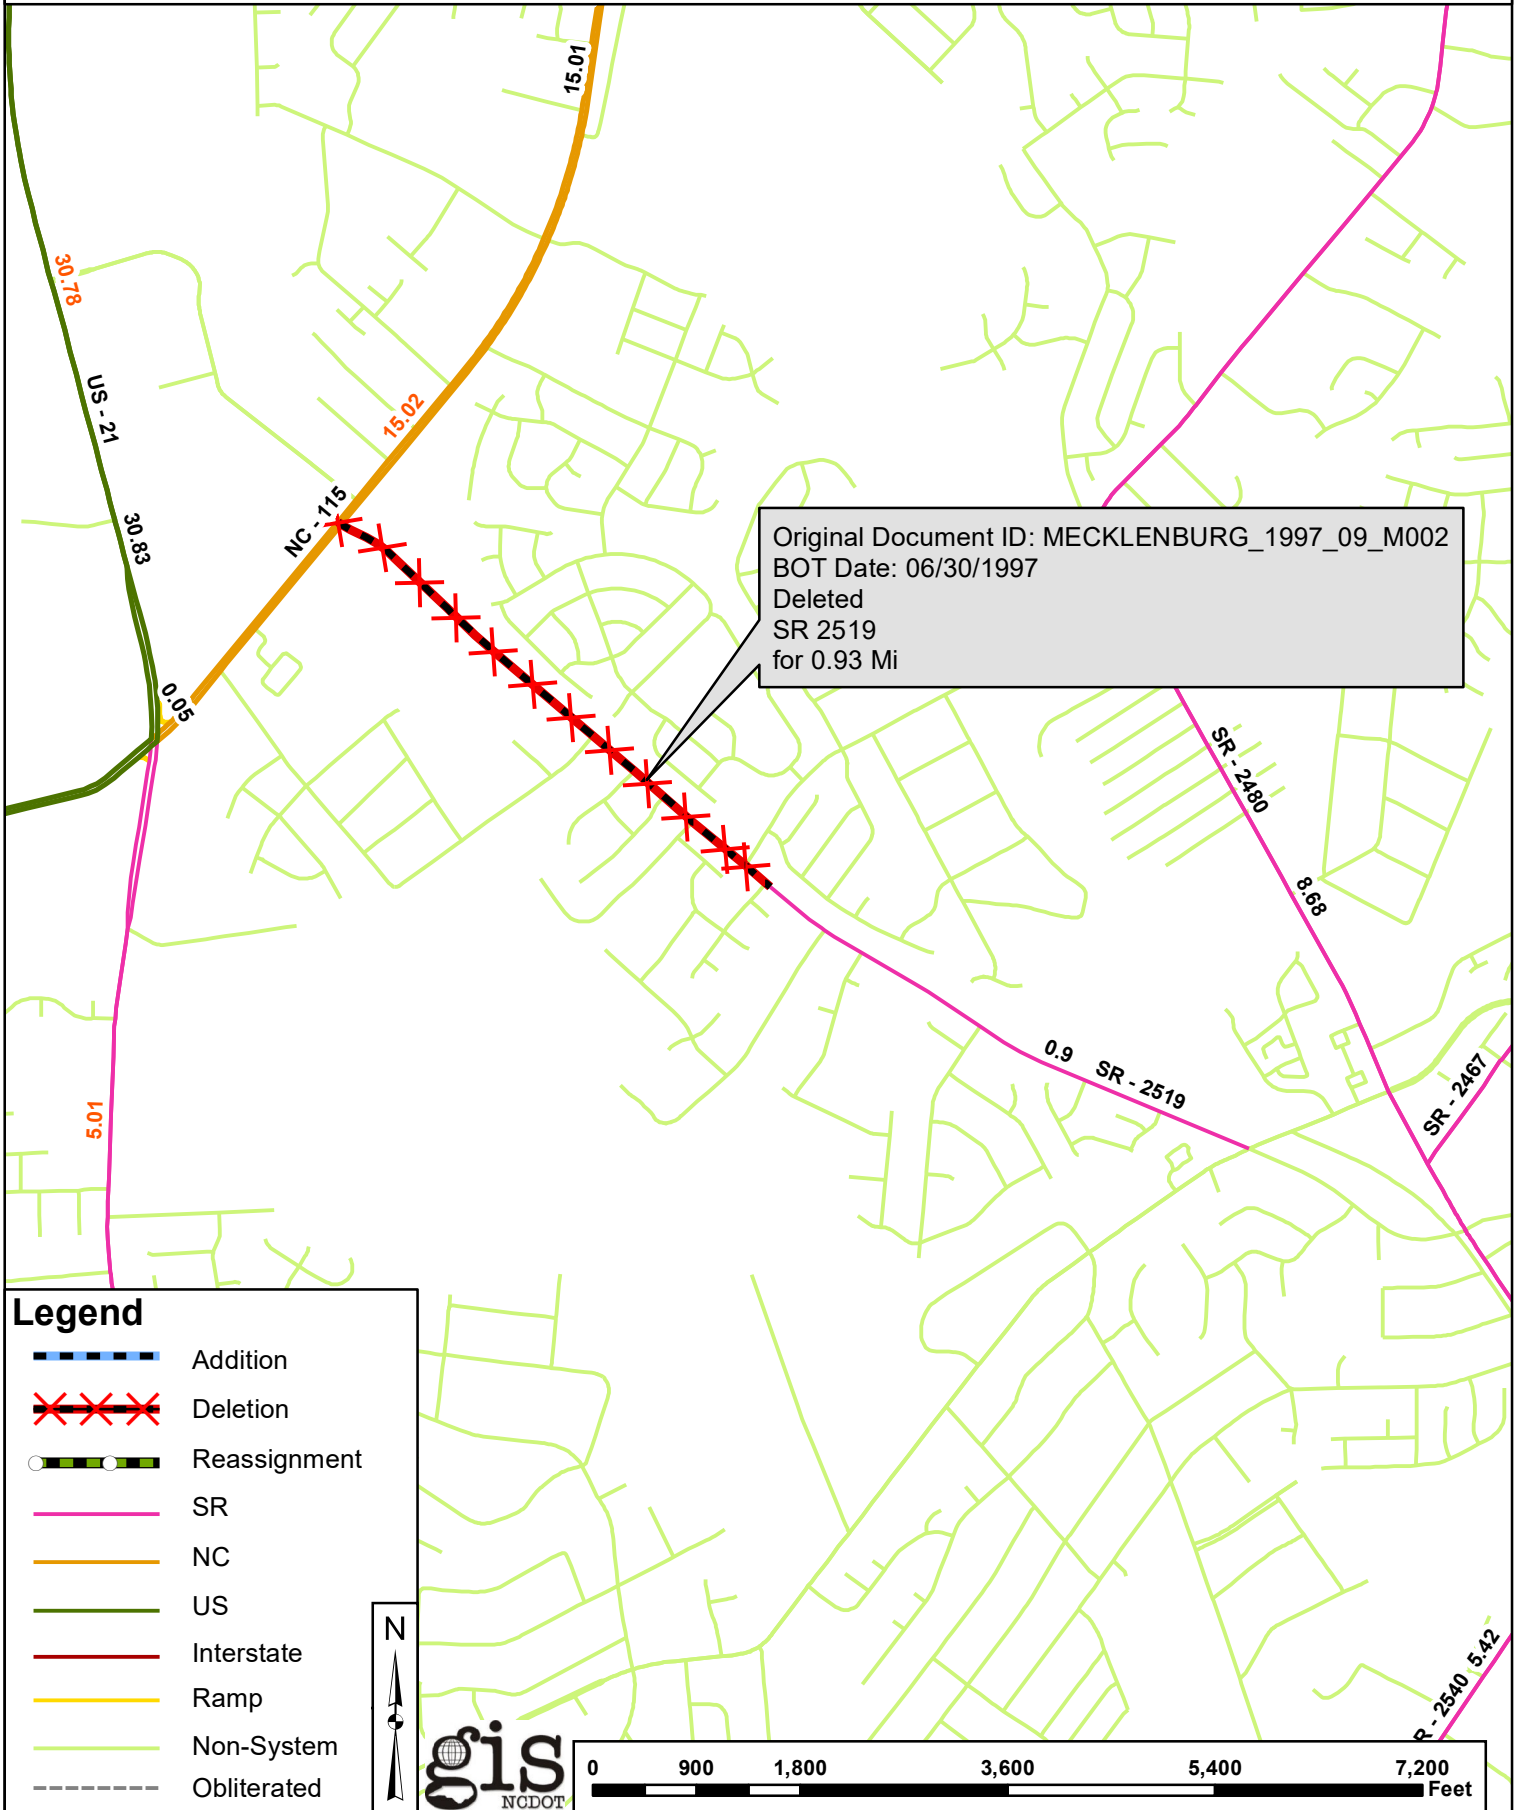 15.01
30.78
US - 21
15.02
30.83
NC - 115
Original Document ID: MECKLENBURG_1997_09_M002
BOT Date: 06/30/1997
Deleted
SR 2519
for 0.93 Mi
0.05
SR - 2480
8.68
0.9 SR - 2519
SR - 2467
5.01
Legend
Addition
Deletion
Reassignment
SR
NC
US
Interstate
Ramp
Non-System
Obliterated
N
gis
NCDOT
R - 2540 5.42
0 900 1,800 3,600 5,400 7,200
Feet